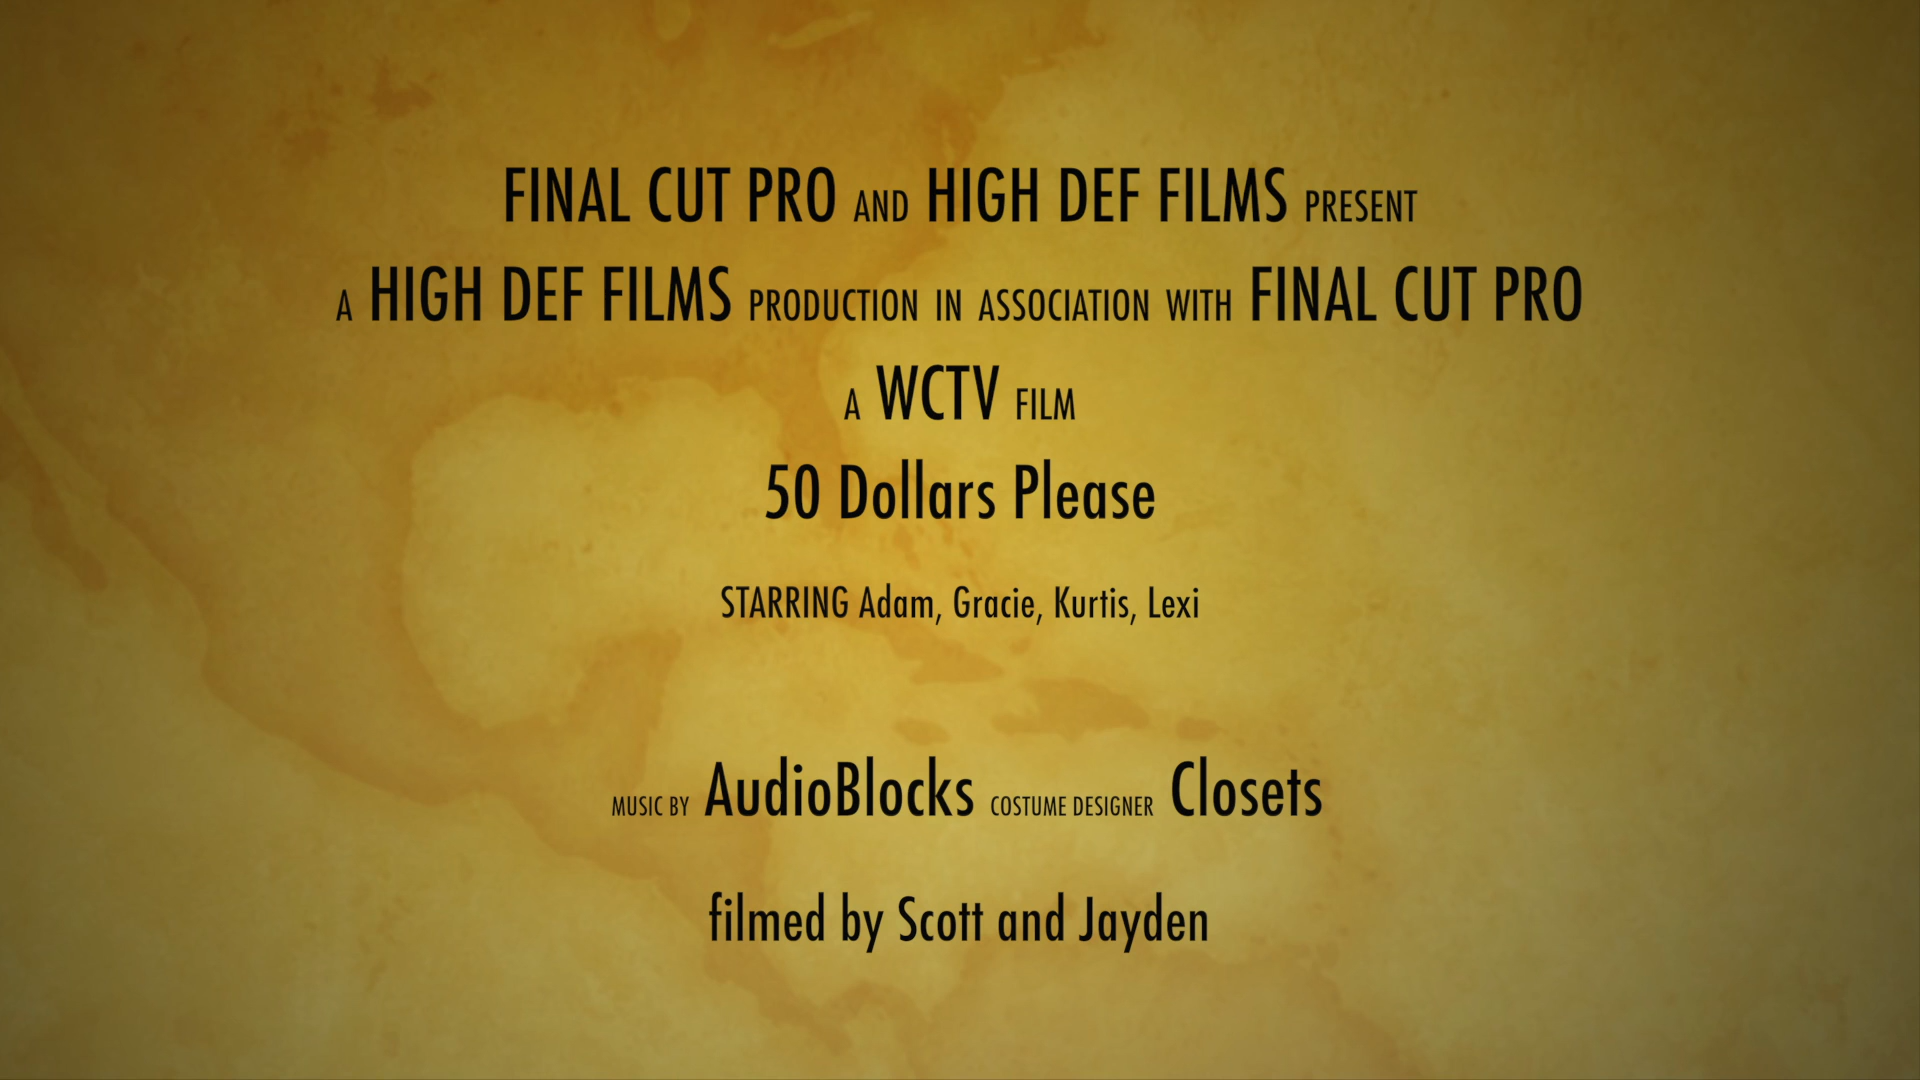 FINAL CUT PRO AND HIGH DEF FILMS PRESENT
A HIGH DEF FILMS PRODUCTION IN ASSOCIATION WITH FINAL CUT PRO
A WCTV FILM
50 Dollars Please
STARRING Adam, Gracie, Kurtis, Lexi
MUSIC BY AudioBlocks COSTUME DESIGNER Closets
filmed by Scott and Jayden